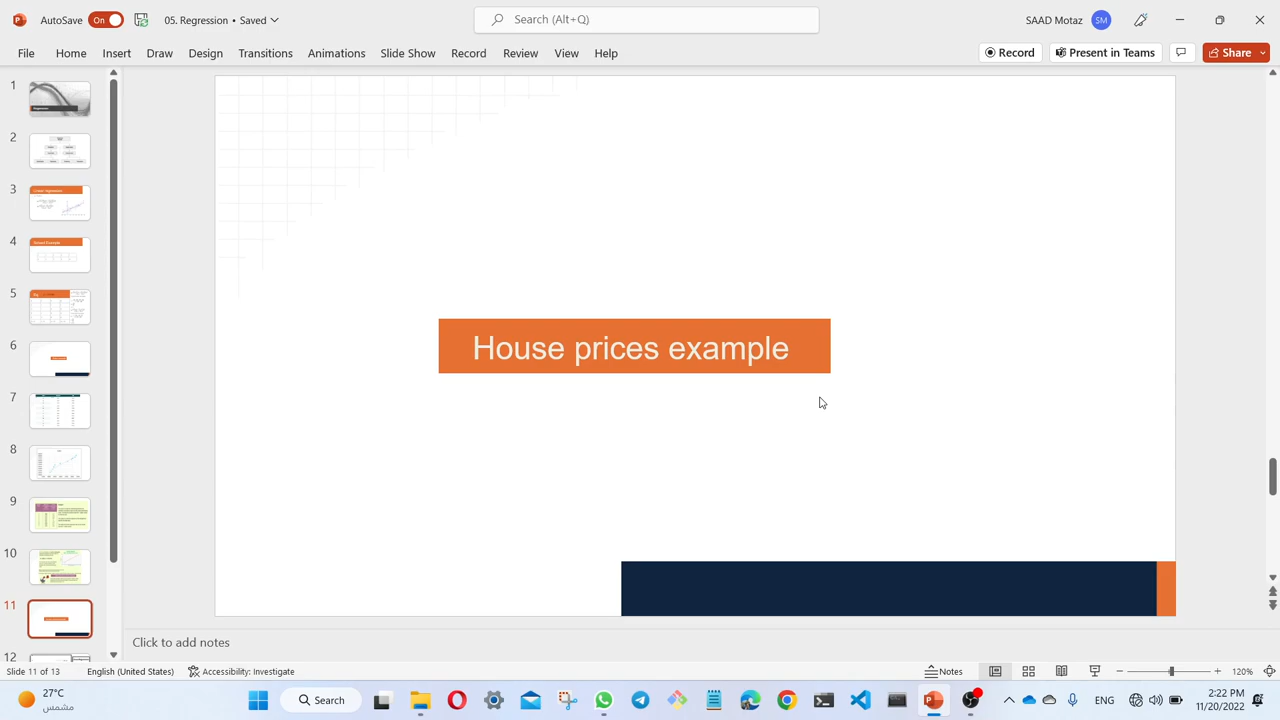 AutoSave On 05. Regression • Saved Search (Alt+Q) SAAD Motaz SM
File Home Insert Draw Design Transitions Animations Slide Show Record Review View Help Record Present in Teams Share
1
2
3
4
5
6
7
8
9
10
11
12
House prices example
Click to add notes
Slide 11 of 13 English (United States) Accessibility: Investigate Notes 120%
27°C
مشمس
Search
ENG
2:22 PM
11/20/2022